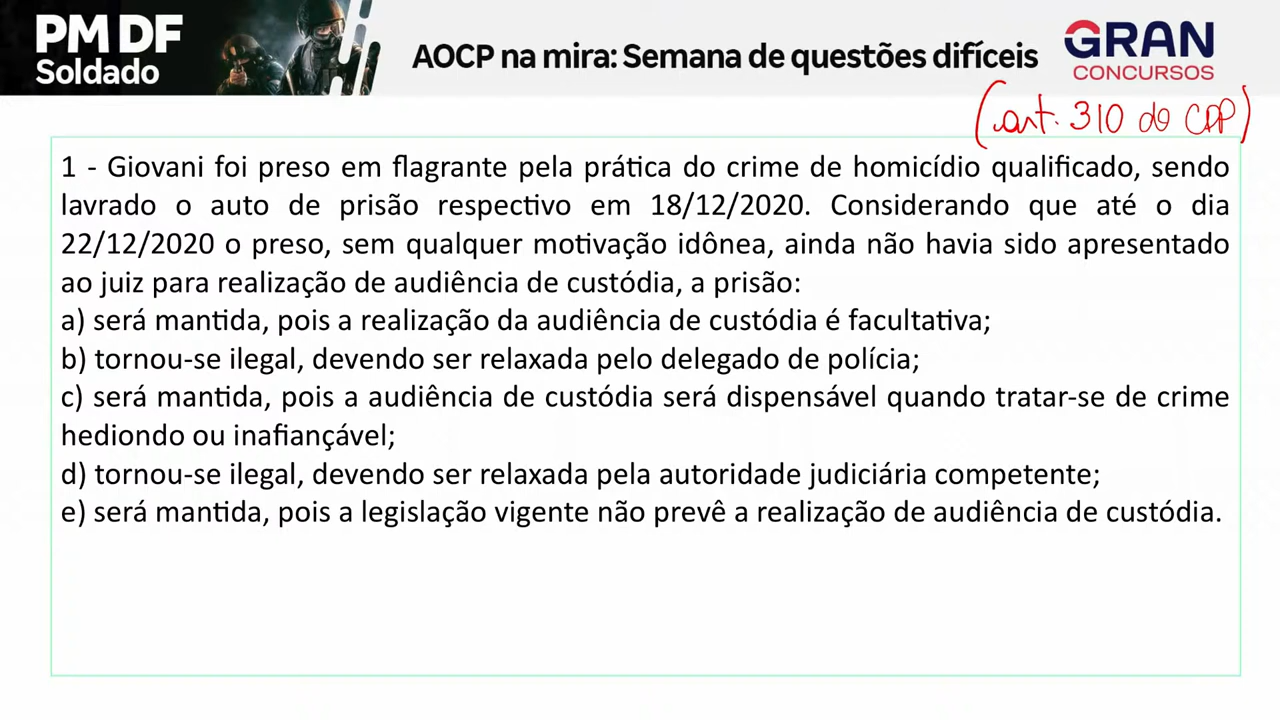 PM DF
Soldado
AOCP na mira: Semana de questões difíceis
GRAN
CONCURSOS
(art. 310 do CPP)
1 - Giovani foi preso em flagrante pela prática do crime de homicídio qualificado, sendo
lavrado o auto de prisão respectivo em 18/12/2020. Considerando que até o dia
22/12/2020 o preso, sem qualquer motivação idônea, ainda não havia sido apresentado
ao juiz para realização de audiência de custódia, a prisão:
a) será mantida, pois a realização da audiência de custódia é facultativa;
b) tornou-se ilegal, devendo ser relaxada pelo delegado de polícia;
c) será mantida, pois a audiência de custódia será dispensável quando tratar-se de crime
hediondo ou inafiançável;
d) tornou-se ilegal, devendo ser relaxada pela autoridade judiciária competente;
e) será mantida, pois a legislação vigente não prevê a realização de audiência de custódia.